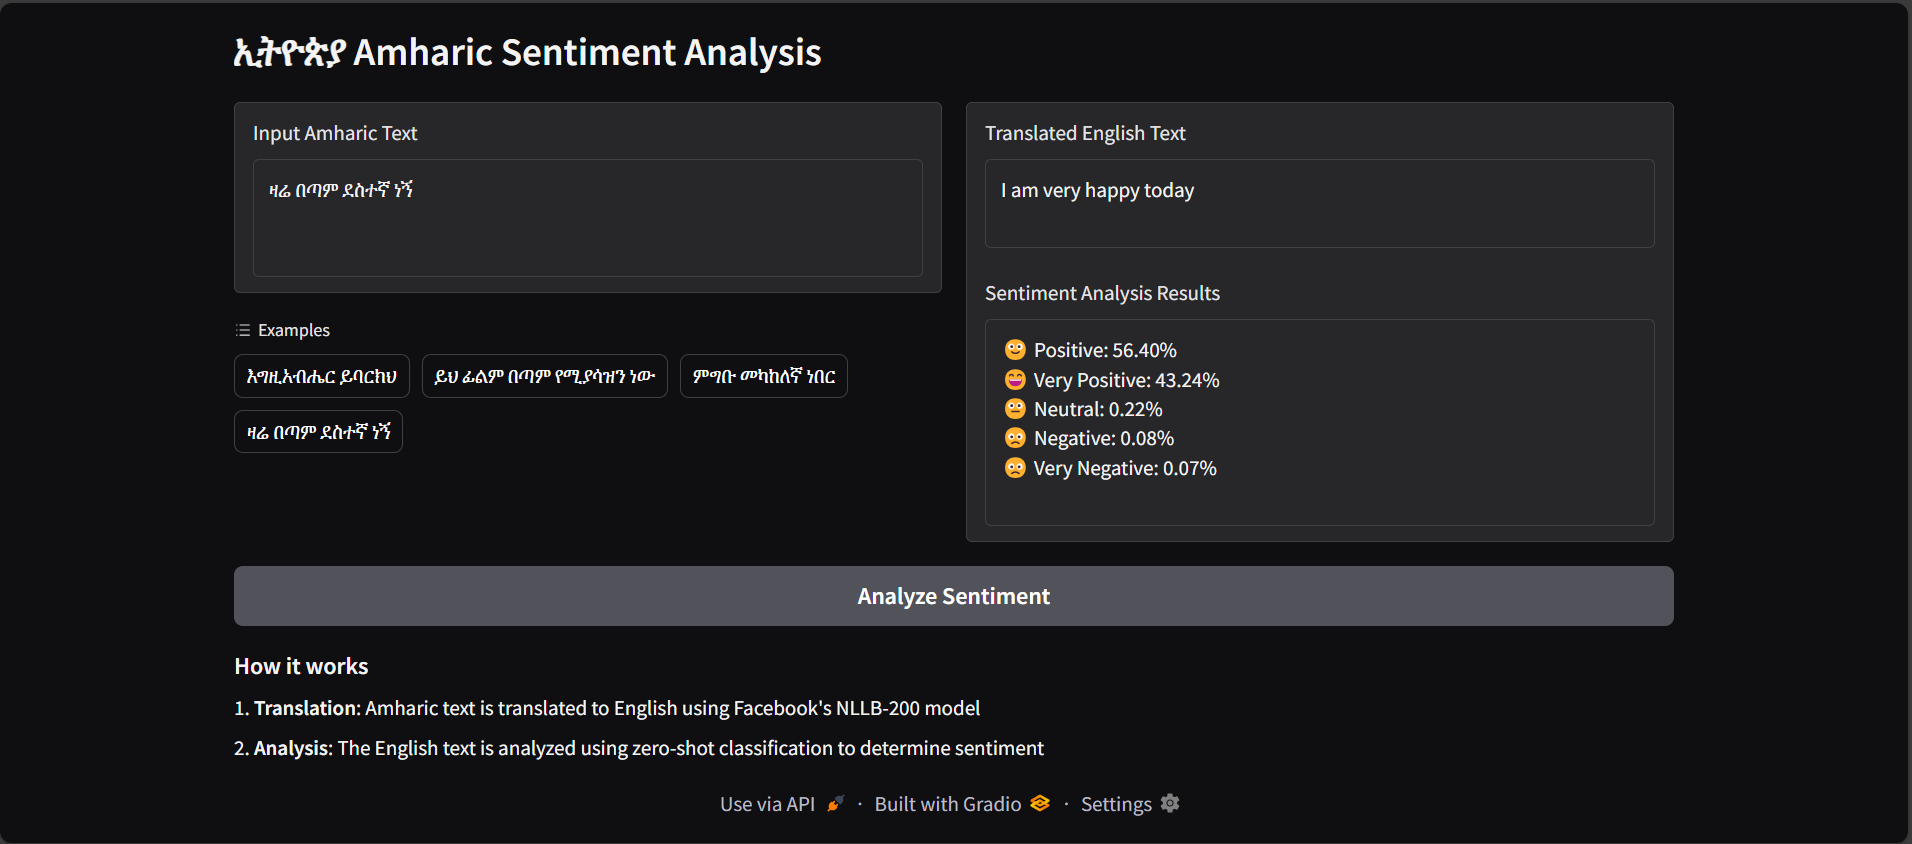 ኢትዮጵያ Amharic Sentiment Analysis
Input Amharic Text
ዛሬ በጣም ደስተኛ ነኝ
Examples
እግዚአብሔር ይባርክህ
ይህ ፊልም በጣም የሚያሳዝን ነው
ምግቡ መካከለኛ ነበር
ዛሬ በጣም ደስተኛ ነኝ
Translated English Text
I am very happy today
Sentiment Analysis Results
Positive: 56.40%
Very Positive: 43.24%
Neutral: 0.22%
Negative: 0.08%
Very Negative: 0.07%
Analyze Sentiment
How it works
1. Translation: Amharic text is translated to English using Facebook's NLLB-200 model
2. Analysis: The English text is analyzed using zero-shot classification to determine sentiment
Use via API · Built with Gradio · Settings